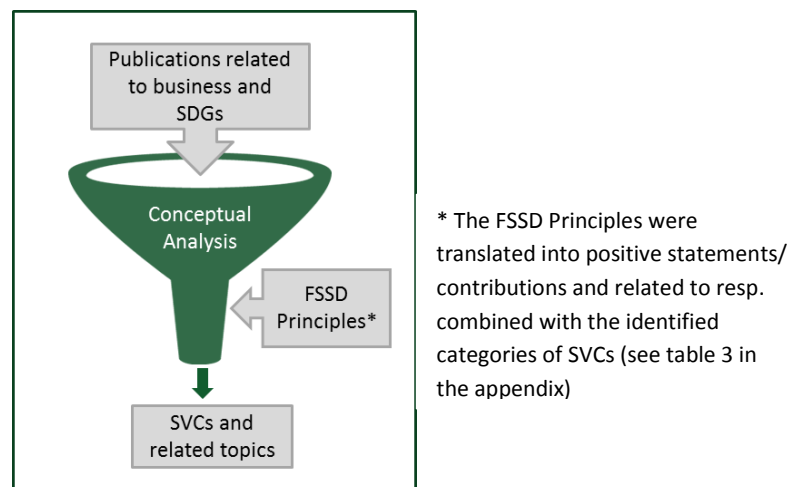 Publications related
to business and
SDGs
Conceptual
Analysis
FSSD
Principles*
SVCs and
related topics
* The FSSD Principles were
translated into positive statements/
contributions and related to resp.
combined with the identified
categories of SVCs (see table 3 in
the appendix)